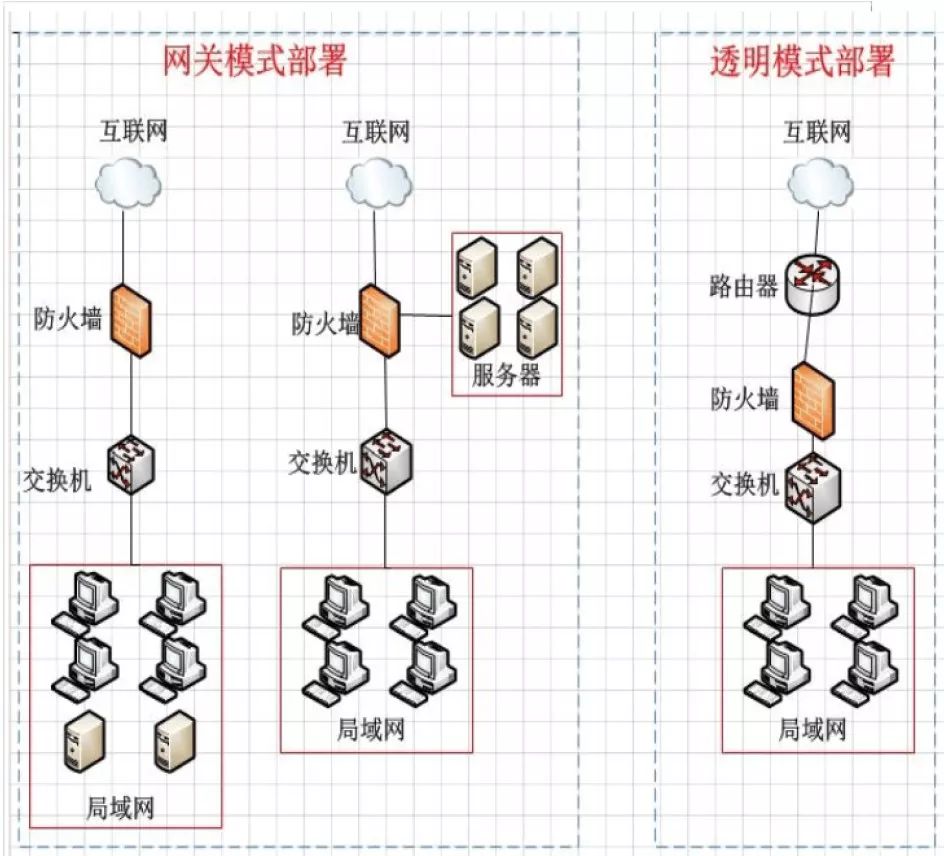 网关模式部署
透明模式部署
互联网
互联网
互联网
防火墙
防火墙
服务器
路由器
防火墙
交换机
交换机
交换机
局域网
局域网
局域网